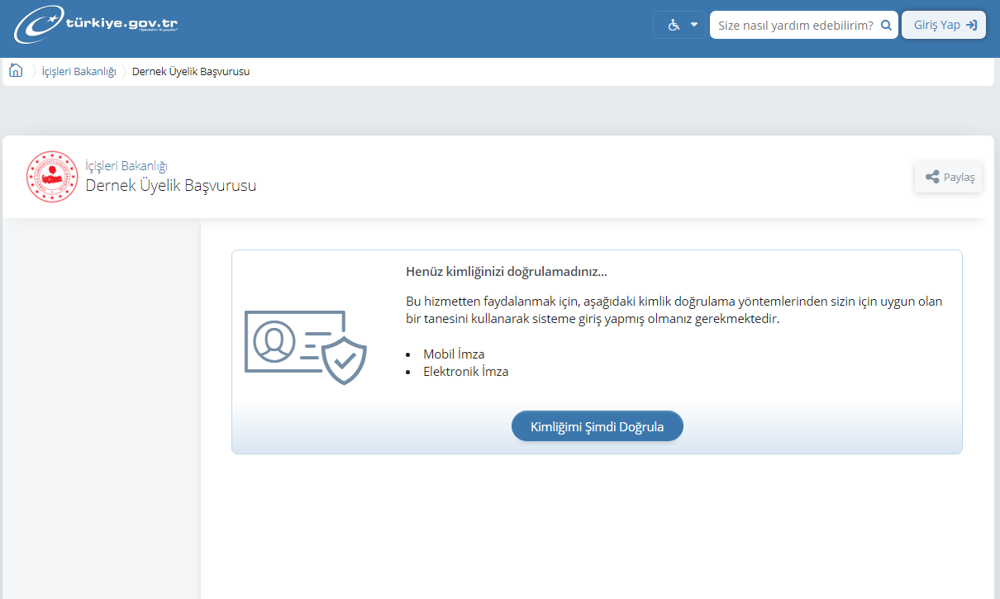 türkiye.gov.tr
Size nasıl yardım edebilirim?
Giriş Yap
İçişleri Bakanlığı
Dernek Üyelik Başvurusu
İçişleri Bakanlığı
Dernek Üyelik Başvurusu
Paylaş
Henüz kimliğinizi doğrulamadınız...
Bu hizmetten faydalanmak için, aşağıdaki kimlik doğrulama yöntemlerinden sizin için uygun olan
bir tanesini kullanarak sisteme giriş yapmış olmanız gerekmektedir.
Mobil İmza
Elektronik İmza
Kimliğimi Şimdi Doğrula